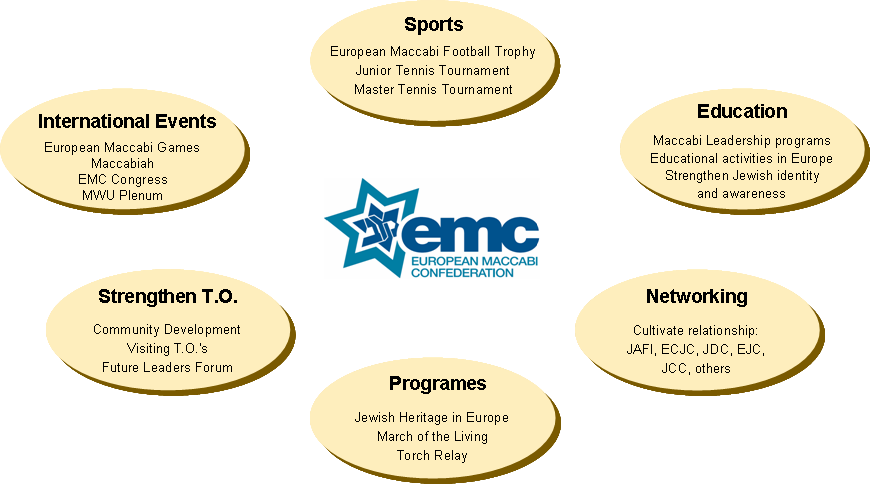 Sports
European Maccabi Football Trophy
Junior Tennis Tournament
Master Tennis Tournament
International Events
European Maccabi Games
Maccabiah
EMC Congress
MWU Plenum
Education
Maccabi Leadership programs
Educational activities in Europe
Strengthen Jewish identity
and awareness
emc
EUROPEAN MACCABI
CONFEDERATION
Strengthen T.O.
Community Development
Visiting T.O.'s
Future Leaders Forum
Networking
Cultivate relationship:
JAFI, ECJC, JDC, EJC,
JCC, others
Programes
Jewish Heritage in Europe
March of the Living
Torch Relay